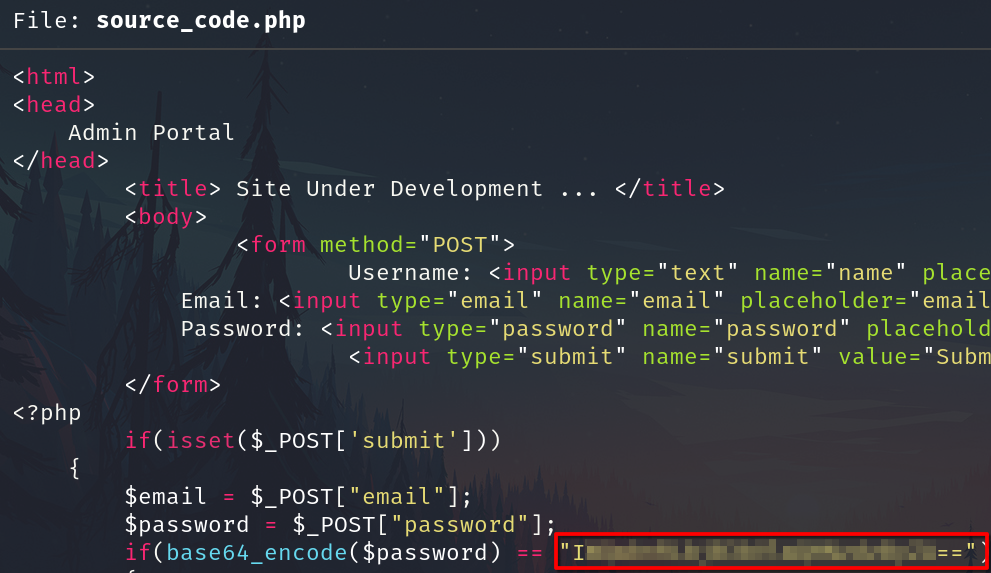 File: source_code.php
<html>
<head>
Admin Portal
</head>
<title> Site Under Development ... </title>
<body>
<form method="POST">
Username: <input type="text" name="name" place
Email: <input type="email" name="email" placeholder="email
Password: <input type="password" name="password" placehold
<input type="submit" name="submit" value="Subm
</form>
<?php
if(isset($_POST['submit']))
{
$email = $_POST["email"];
$password = $_POST["password"];
if(base64_encode($password) == "I ==")